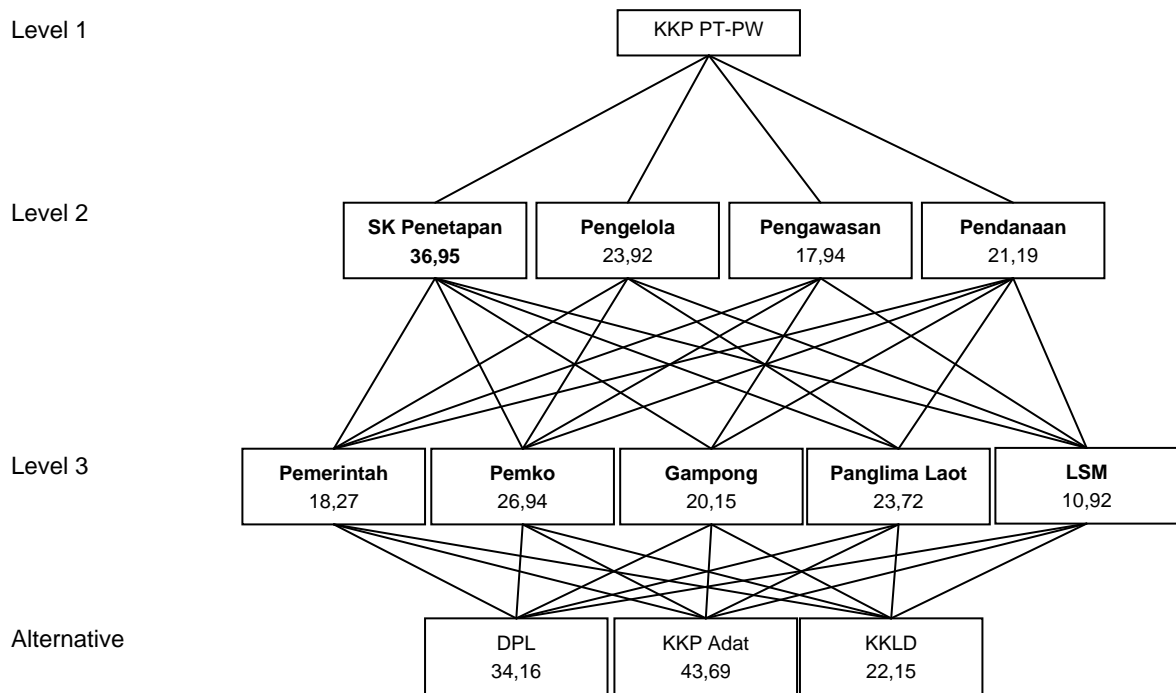 Level 1
KKP PT-PW
Level 2
SK Penetapan
36,95
Pengelola
23,92
Pengawasan
17,94
Pendanaan
21,19
Level 3
Pemerintah
18,27
Pemko
26,94
Gampong
20,15
Panglima Laot
23,72
LSM
10,92
Alternative
DPL
34,16
KKP Adat
43,69
KKLD
22,15